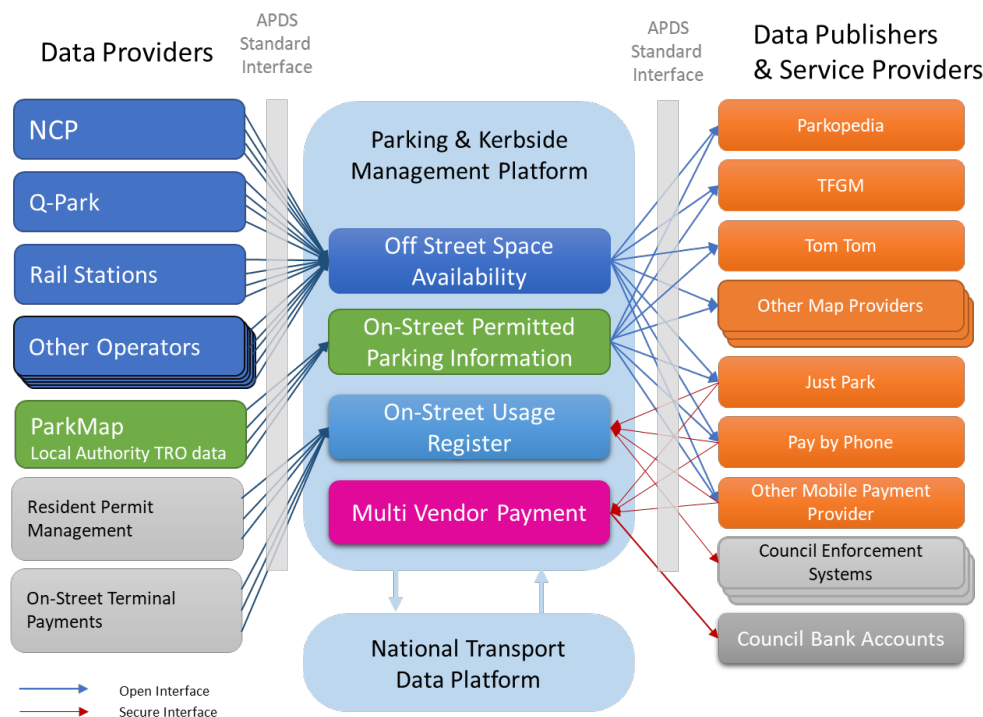 Data Providers
APDS
Standard
Interface
NCP
Q-Park
Rail Stations
Other Operators
ParkMap
Local Authority TRO data
Resident Permit
Management
On-Street Terminal
Payments
Parking & Kerbside
Management Platform
Off Street Space
Availability
On-Street Permitted
Parking Information
On-Street Usage
Register
Multi Vendor Payment
National Transport
Data Platform
APDS
Standard
Interface
Data Publishers
& Service Providers
Parkopedia
TFGM
Tom Tom
Other Map Providers
Just Park
Pay by Phone
Other Mobile Payment
Provider
Council Enforcement
Systems
Council Bank Accounts
Open Interface
Secure Interface